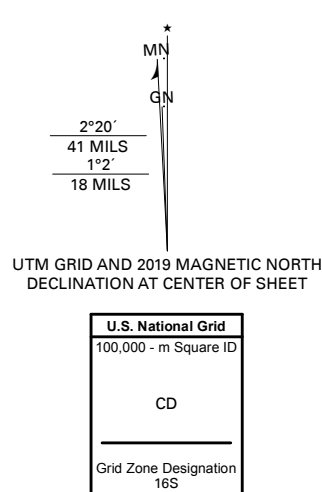 ★
MN
GN
2°20´
41 MILS
1°2´
18 MILS
UTM GRID AND 2019 MAGNETIC NORTH
DECLINATION AT CENTER OF SHEET
U.S. National Grid
100,000 - m Square ID
CD
Grid Zone Designation
16S